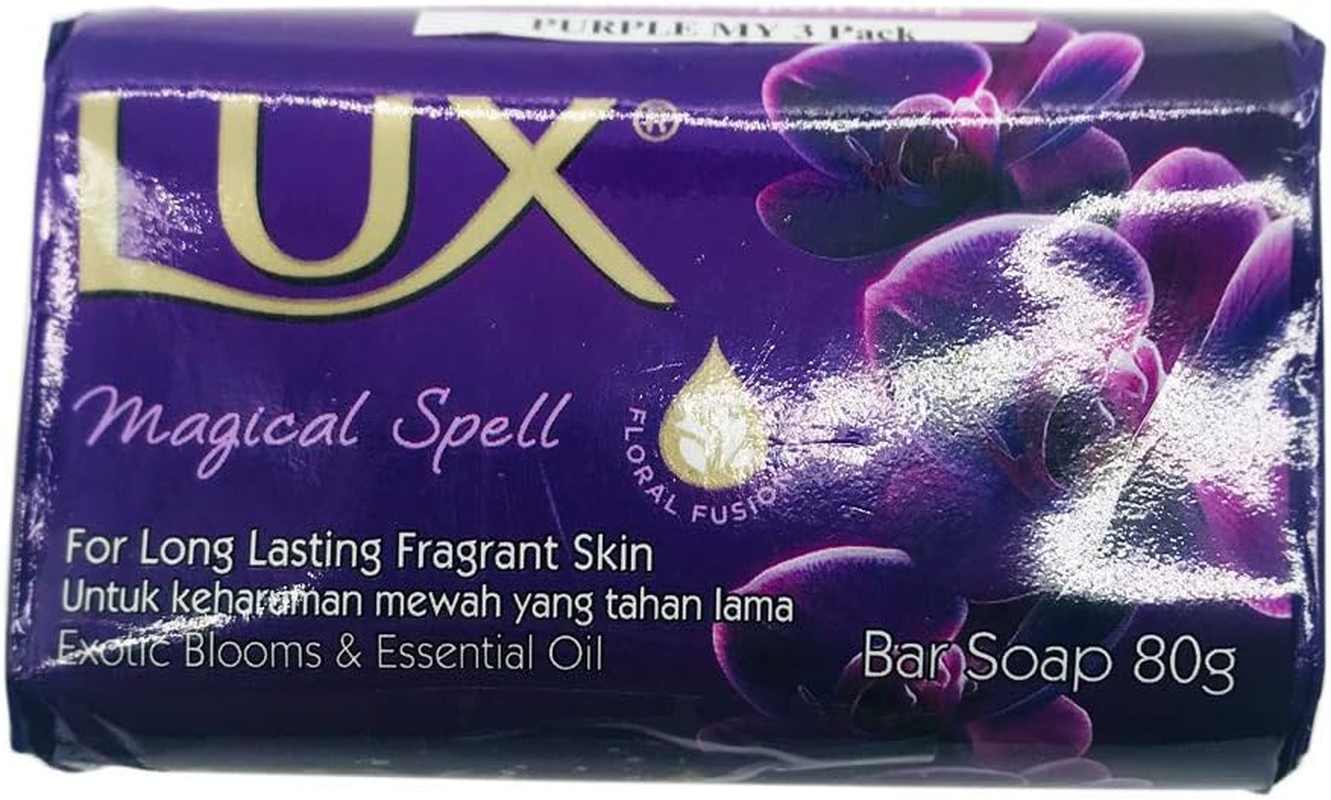 PURPLE MY 3 Pack
LUX®
Magical Spell
FLORAL FUSION
For Long Lasting Fragrant Skin
Untuk keharuman mewah yang tahan lama
Exotic Blooms & Essential Oil
Bar Soap 80g